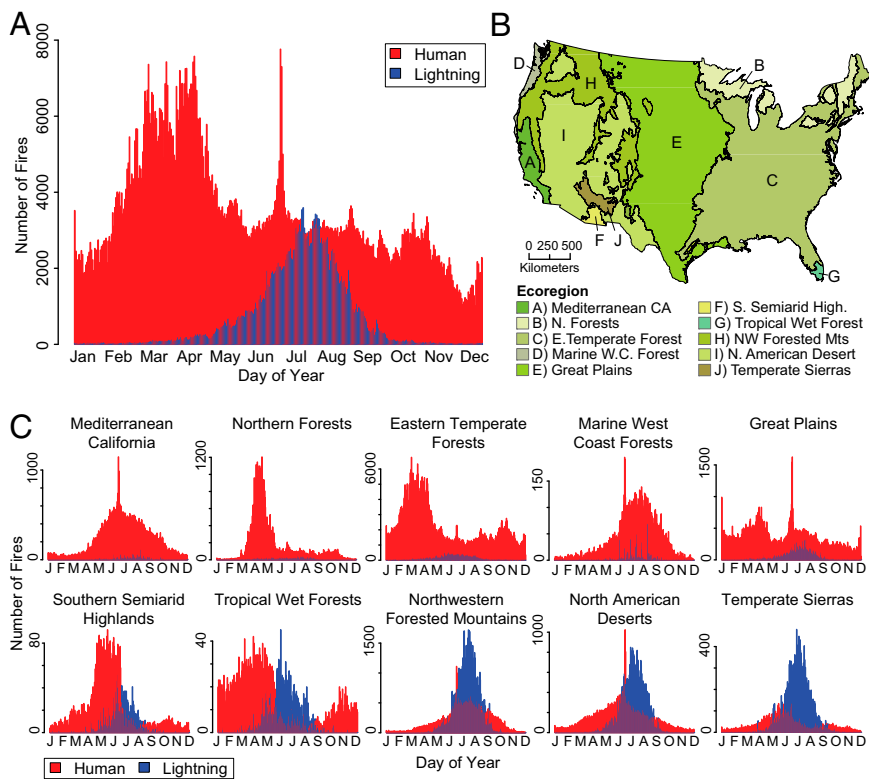 A
8000
6000
4000
2000
0
Number of Fires
Human
Lightning
Jan Feb Mar Apr May Jun Jul Aug Sep Oct Nov Dec
Day of Year
B
D
H
B
I
E
A
C
F
J
G
0 250 500
Kilometers
Ecoregion
A) Mediterranean CA
B) N. Forests
C) E.Temperate Forest
D) Marine W.C. Forest
E) Great Plains
F) S. Semiarid High.
G) Tropical Wet Forest
H) NW Forested Mts
I) N. American Desert
J) Temperate Sierras
C
Number of Fires
Mediterranean
California
1000
0
J F M A M J J A S O N D
Northern Forests
1200
0
J F M A M J J A S O N D
Eastern Temperate
Forests
6000
0
J F M A M J J A S O N D
Marine West
Coast Forests
150
0
J F M A M J J A S O N D
Great Plains
1500
0
J F M A M J J A S O N D
Southern Semiarid
Highlands
80
0
J F M A M J J A S O N D
Tropical Wet Forests
40
0
J F M A M J J A S O N D
Northwestern
Forested Mountains
1500
0
J F M A M J J A S O N D
North American
Deserts
1000
0
J F M A M J J A S O N D
Temperate Sierras
400
0
J F M A M J J A S O N D
Human
Lightning
Day of Year